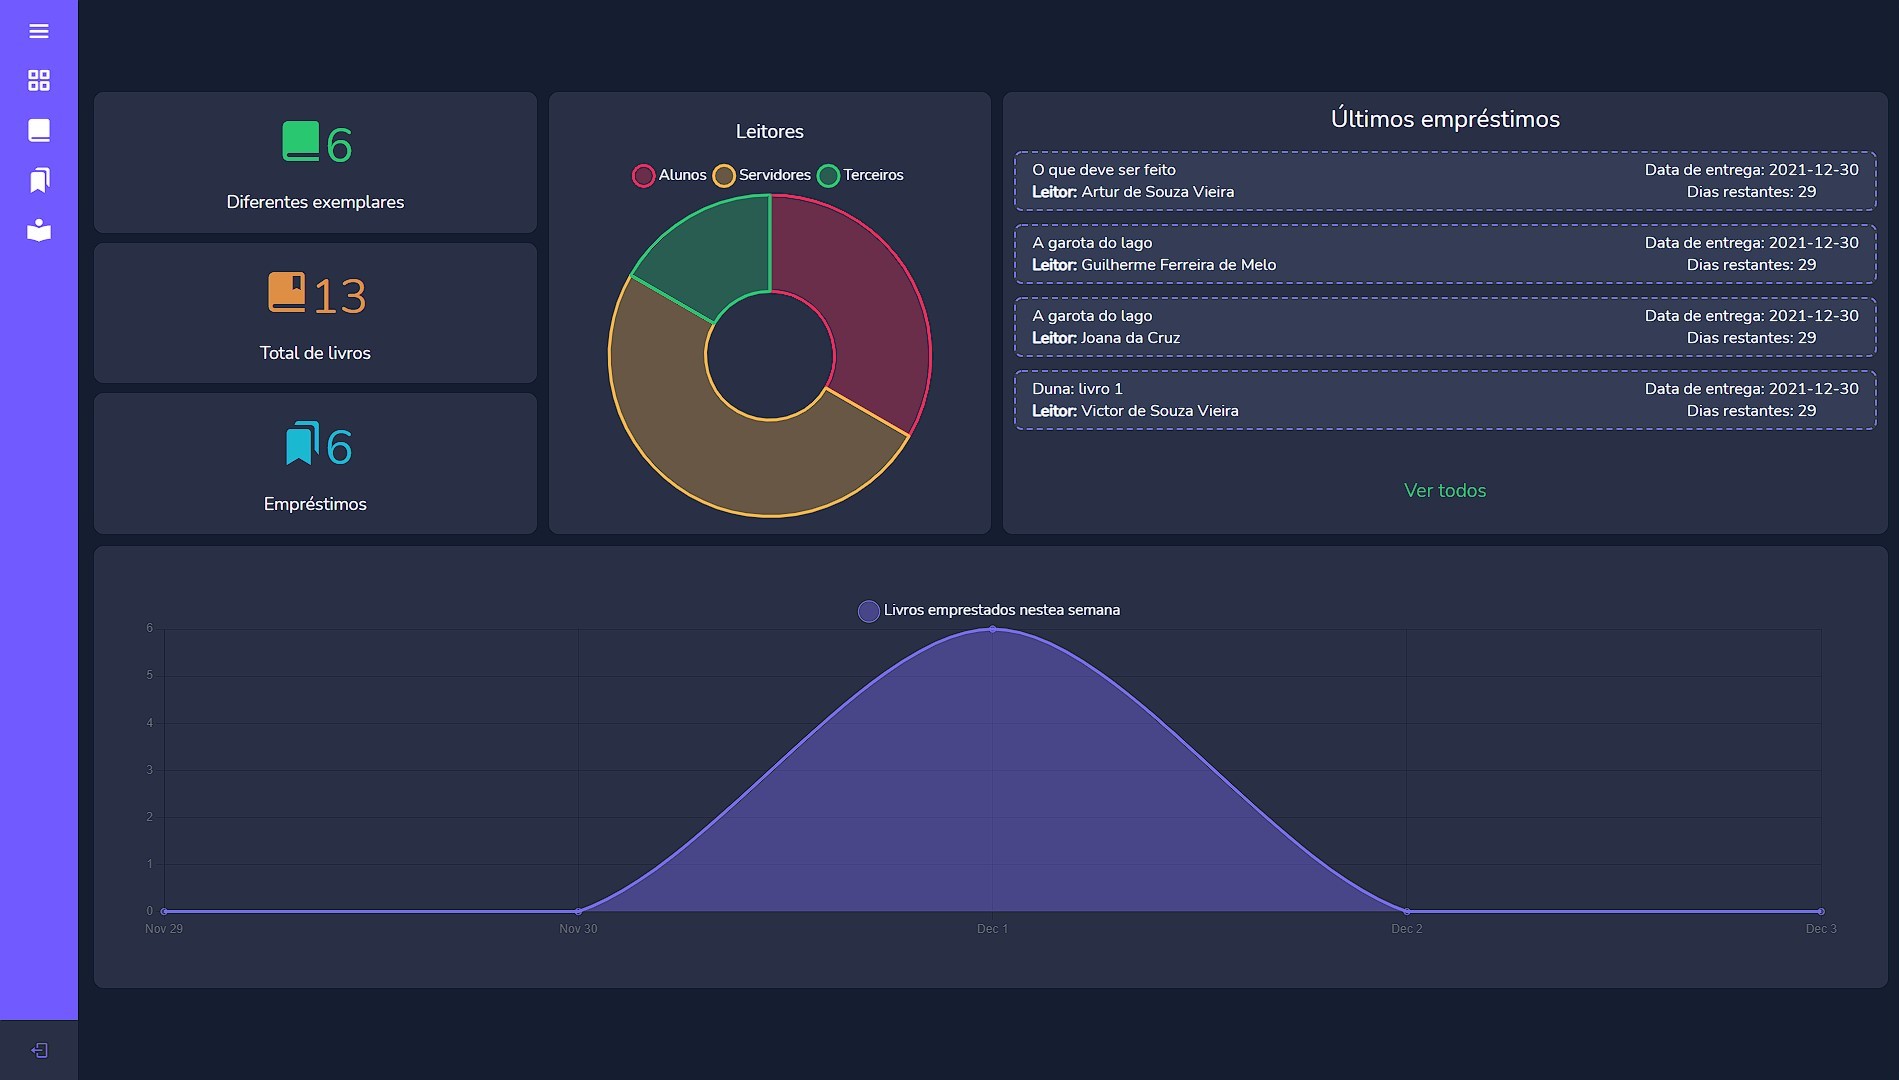 6
Diferentes exemplares
13
Total de livros
6
Empréstimos
Leitores
Alunos Servidores Terceiros
Últimos empréstimos
O que deve ser feito Data de entrega: 2021-12-30
Leitor: Artur de Souza Vieira Dias restantes: 29
A garota do lago Data de entrega: 2021-12-30
Leitor: Guilherme Ferreira de Melo Dias restantes: 29
A garota do lago Data de entrega: 2021-12-30
Leitor: Joana da Cruz Dias restantes: 29
Duna: livro 1 Data de entrega: 2021-12-30
Leitor: Victor de Souza Vieira Dias restantes: 29
Ver todos
Livros emprestados nestea semana
6
5
4
3
2
1
0
Nov 29 Nov 30 Dec 1 Dec 2 Dec 3